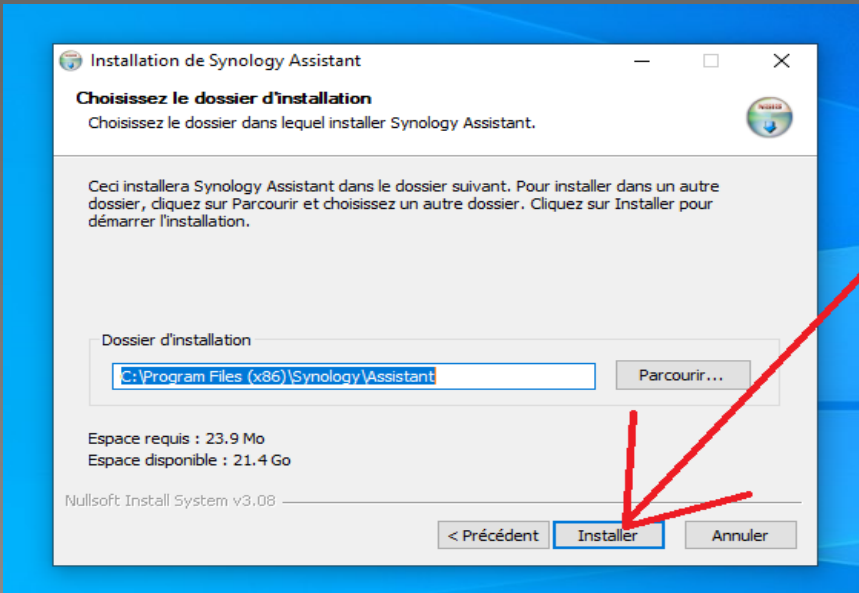 Installation de Synology Assistant
Choisissez le dossier d'installation
Choisissez le dossier dans lequel installer Synology Assistant.
Ceci installera Synology Assistant dans le dossier suivant. Pour installer dans un autre
dossier, cliquez sur Parcourir et choisissez un autre dossier. Cliquez sur Installer pour
démarrer l'installation.
Dossier d'installation
C:\Program Files (x86)\Synology\Assistant
Parcourir...
Espace requis : 23.9 Mo
Espace disponible : 21.4 Go
Nullsoft Install System v3.08
< Précédent
Installer
Annuler